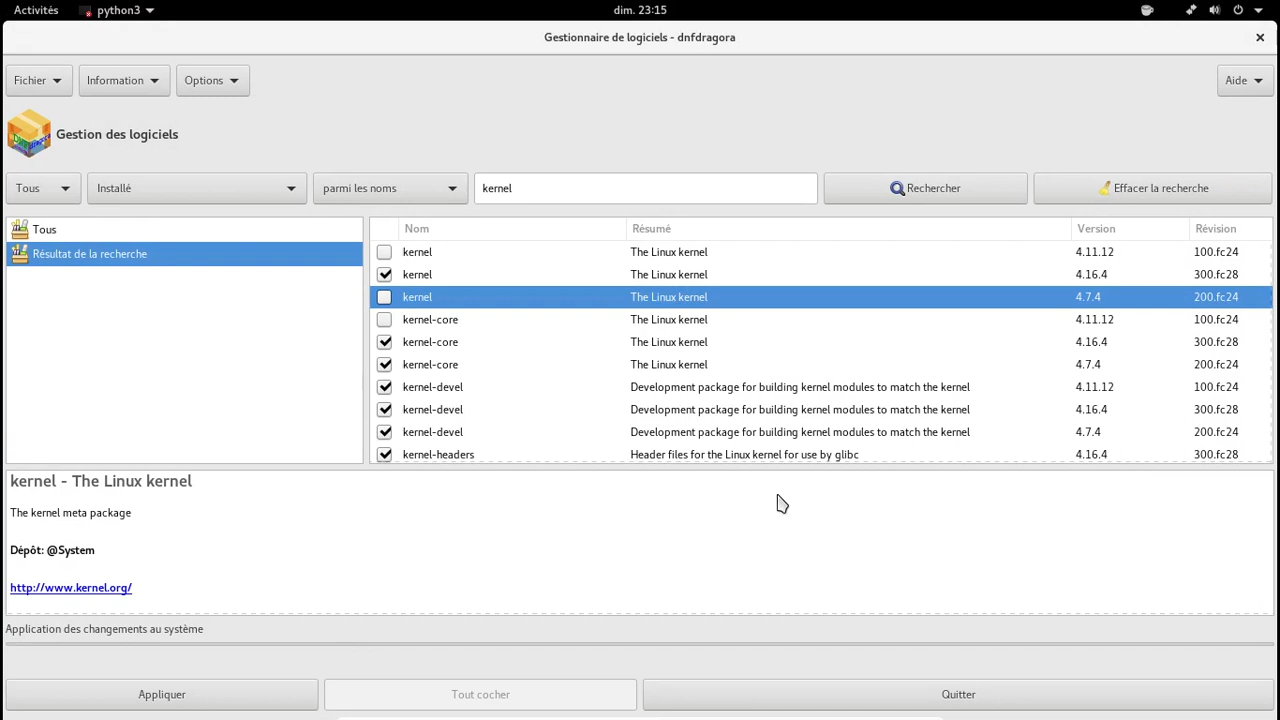 Activités python3 dim. 23:15
Gestionnaire de logiciels - dnfdragora
Fichier Information Options Aide
Gestion des logiciels
Tous Installé parmi les noms kernel Rechercher Effacer la recherche
Tous
Résultat de la recherche
Nom Résumé Version Révision
kernel The Linux kernel 4.11.12 100.fc24
kernel The Linux kernel 4.16.4 300.fc28
kernel The Linux kernel 4.7.4 200.fc24
kernel-core The Linux kernel 4.11.12 100.fc24
kernel-core The Linux kernel 4.16.4 300.fc28
kernel-core The Linux kernel 4.7.4 200.fc24
kernel-devel Development package for building kernel modules to match the kernel 4.11.12 100.fc24
kernel-devel Development package for building kernel modules to match the kernel 4.16.4 300.fc28
kernel-devel Development package for building kernel modules to match the kernel 4.7.4 200.fc24
kernel-headers Header files for the Linux kernel for use by glibc 4.16.4 300.fc28
kernel - The Linux kernel
The kernel meta package
Dépôt: @System
http://www.kernel.org/
Application des changements au système
Appliquer Tout cocher Quitter